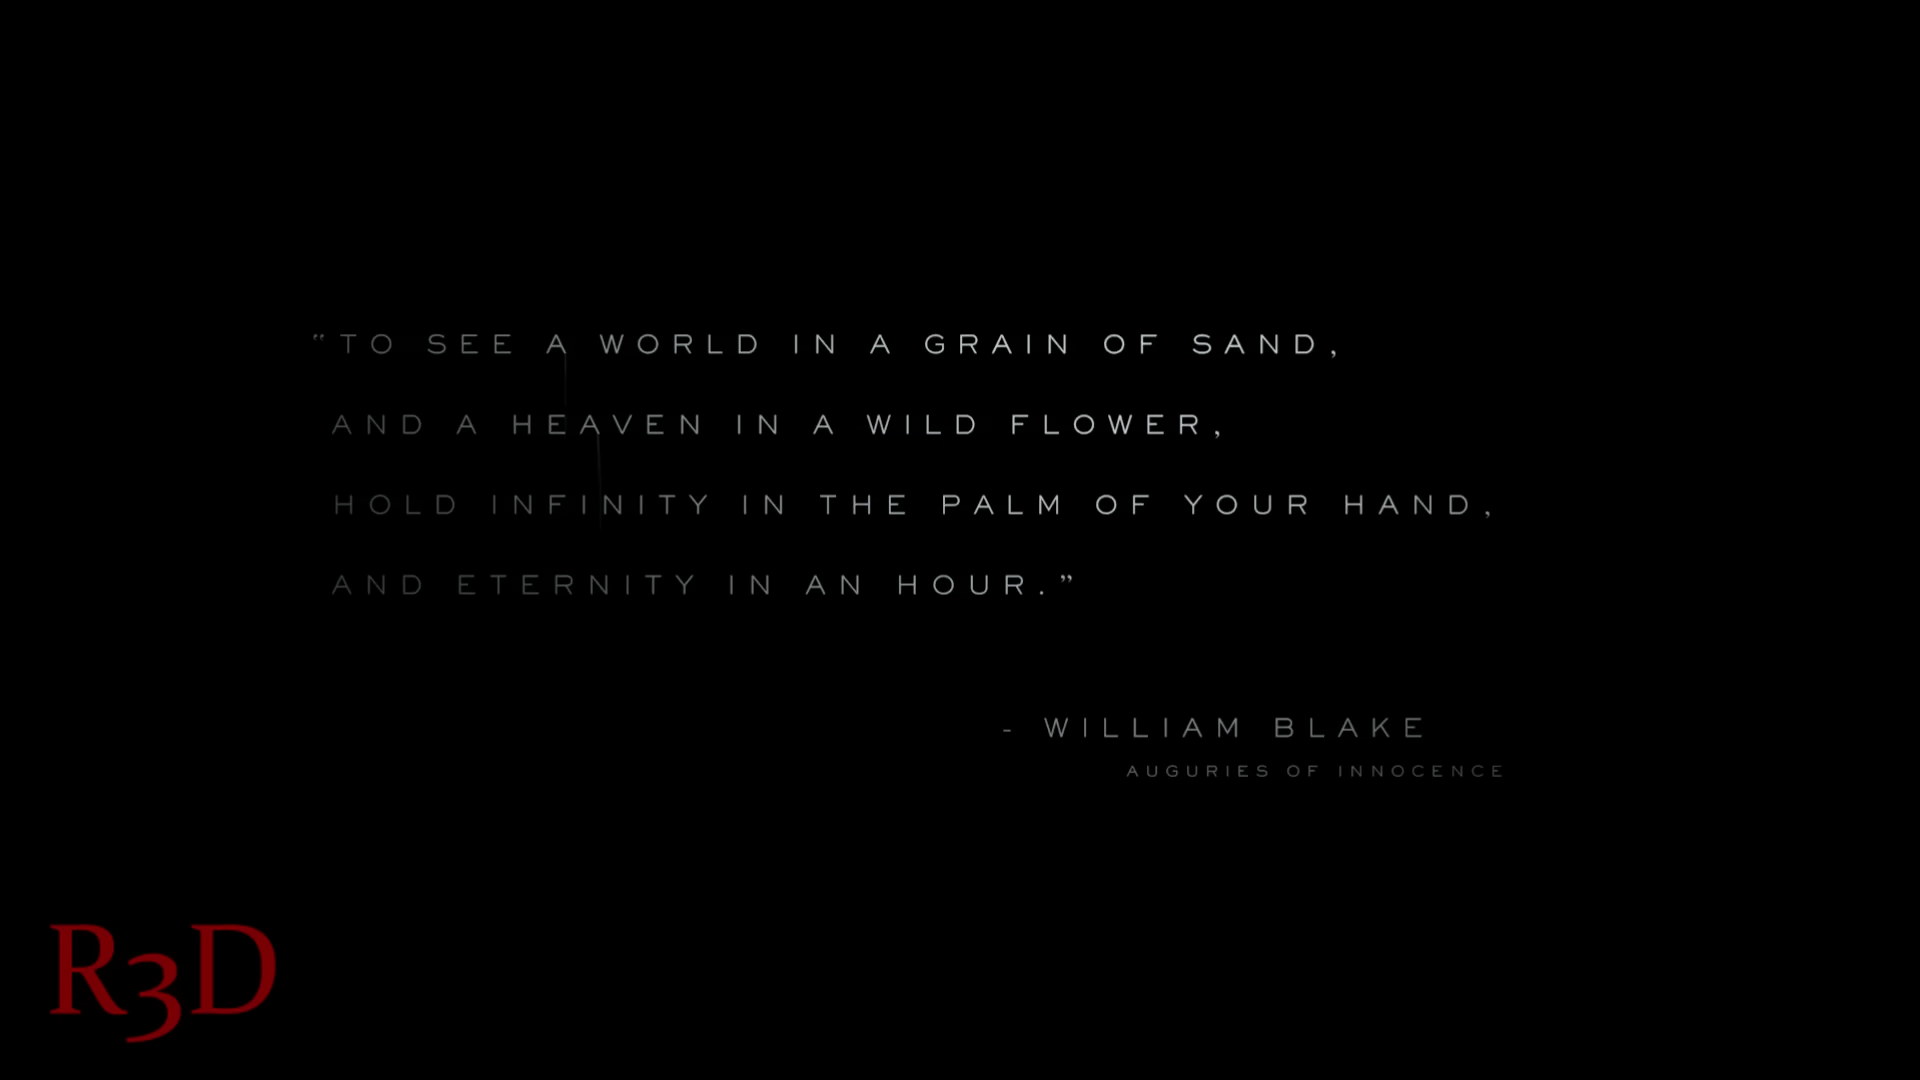 “TO SEE A WORLD IN A GRAIN OF SAND,
AND A HEAVEN IN A WILD FLOWER,
HOLD INFINITY IN THE PALM OF YOUR HAND,
AND ETERNITY IN AN HOUR.”
- WILLIAM BLAKE
AUGURIES OF INNOCENCE
R3D